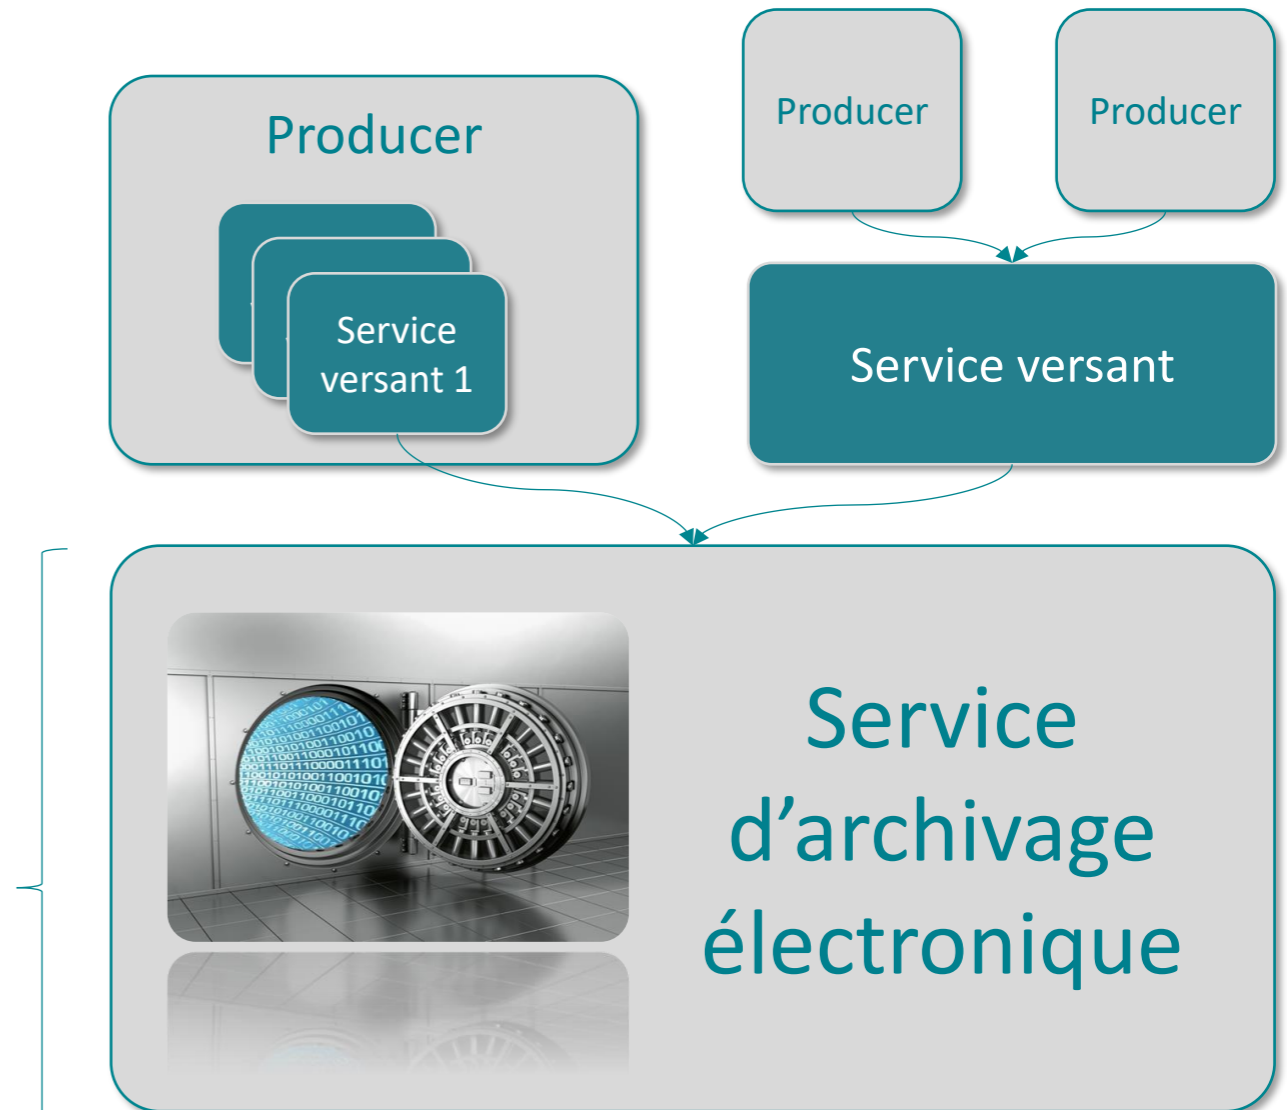 Producer
Producer
Producer
Service
versant 1
Service versant
Service
d’archivage
électronique